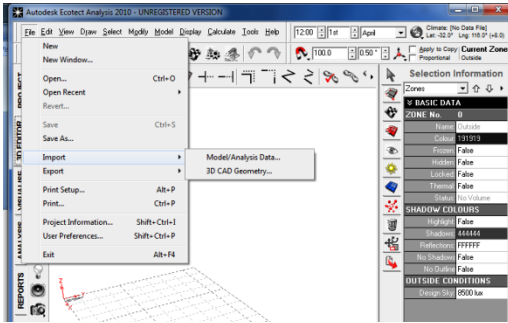 Autodesk Ecotect Analysis 2010 - UNREGISTERED VERSION
File Edit View Draw Select Modify Model Display Calculate Tools Help
12:00 1st April
Climate: [No Data File]
Lat: -32.0° Lng: 116.0° (+8.0)
100.0 0.50°
Apply to Copy
Proportional
Current Zone
Outside
New
New Window...
Open... Ctrl+O
Open Recent
Revert...
Save Ctrl+S
Save As...
Import
Export
Print Setup... Alt+P
Print... Ctrl+P
Project Information... Shift+Ctrl+I
User Preferences... Shift+Ctrl+P
Exit Alt+F4
Model/Analysis Data...
3D CAD Geometry...
PROJECT
3D EDITOR
VISUALISE
ANALYSE
REPORTS
Z
Selection Information
Zones
BASIC DATA
ZONE No. 0
Name Outside
Colour 191919
Frozen False
Hidden False
Locked False
Thermal False
Status No Volume
SHADOW COLOURS
Highlight False
Shadows 444444
Reflections FFFFFF
No Shadows False
No Outline False
OUTSIDE CONDITIONS
Design Sky 8500 lux